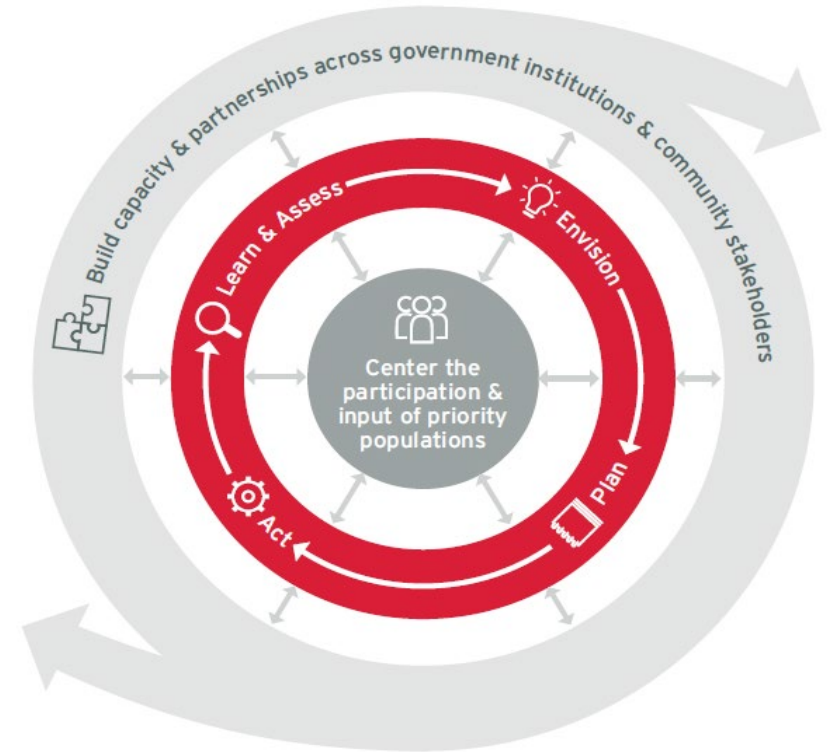 Build capacity & partnerships across government institutions & community stakeholders
Learn & Assess
Envision
Plan
Act
Center the
participation &
input of priority
populations